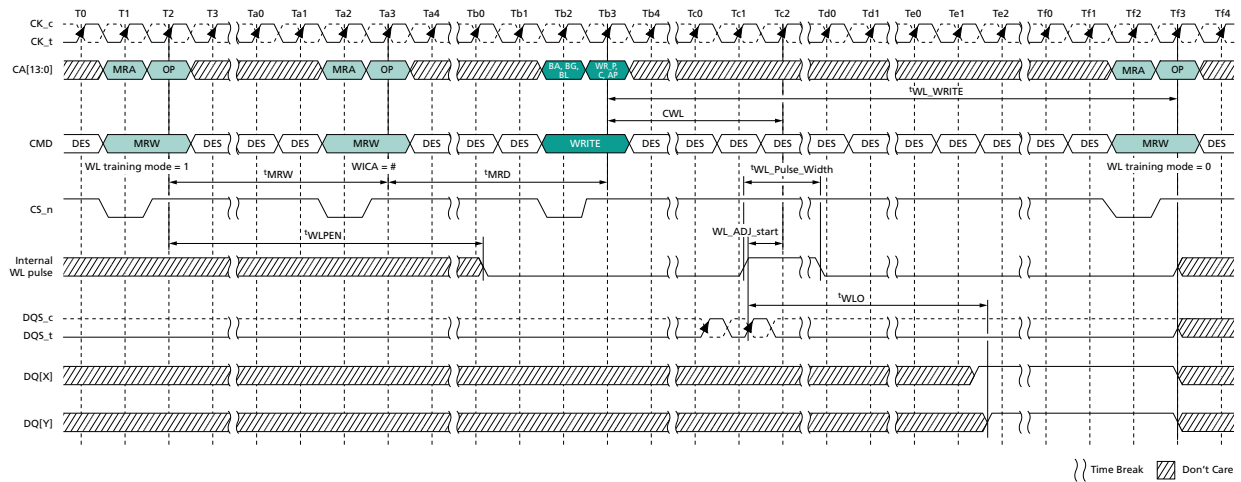 T0 T1 T2 T3 Ta0 Ta1 Ta2 Ta3 Ta4 Tb0 Tb1 Tb2 Tb3 Tb4 Tc0 Tc1 Tc2 Td0 Td1 Te0 Te1 Te2 Tf0 Tf1 Tf2 Tf3 Tf4
CK_c
CK_t
CA[13:0] MRA OP MRA OP BA, BG, BL WR_P, C, AP MRA OP
tWL_WRITE
CWL
CMD DES MRW DES DES DES MRW DES DES DES WRITE DES DES DES DES DES DES DES DES DES DES MRW DES
WL training mode = 1 WICA = # WL training mode = 0
tMRW tMRD tWL_Pulse_Width
CS_n
tWLPEN WL_ADJ_start
Internal
WL pulse
tWLO
DQS_c
DQS_t
DQ[X]
DQ[Y]
Time Break Don't Care